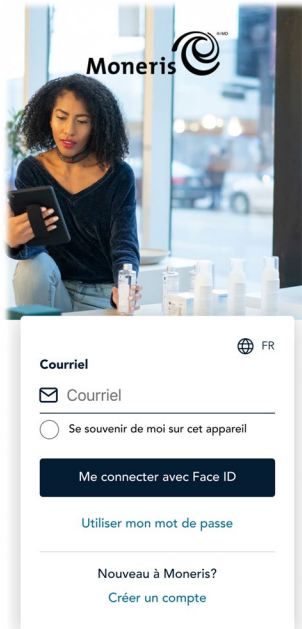 Moneris
FR
Courriel
Courriel
Se souvenir de moi sur cet appareil
Me connecter avec Face ID
Utiliser mon mot de passe
Nouveau à Moneris?
Créer un compte